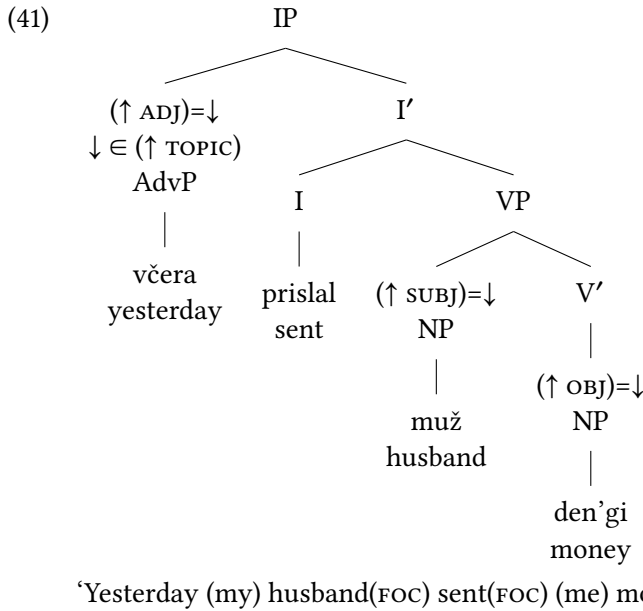 (41) IP
(↑ ADJ)=↓ I′
↓ ∈ (↑ TOPIC)
AdvP I VP
včera prislal (↑ SUBJ)=↓ V′
yesterday sent NP
(↑ OBJ)=↓
muž NP
husband
den'gi
money
‘Yesterday (my) husband(FOC) sent(FOC) (me)